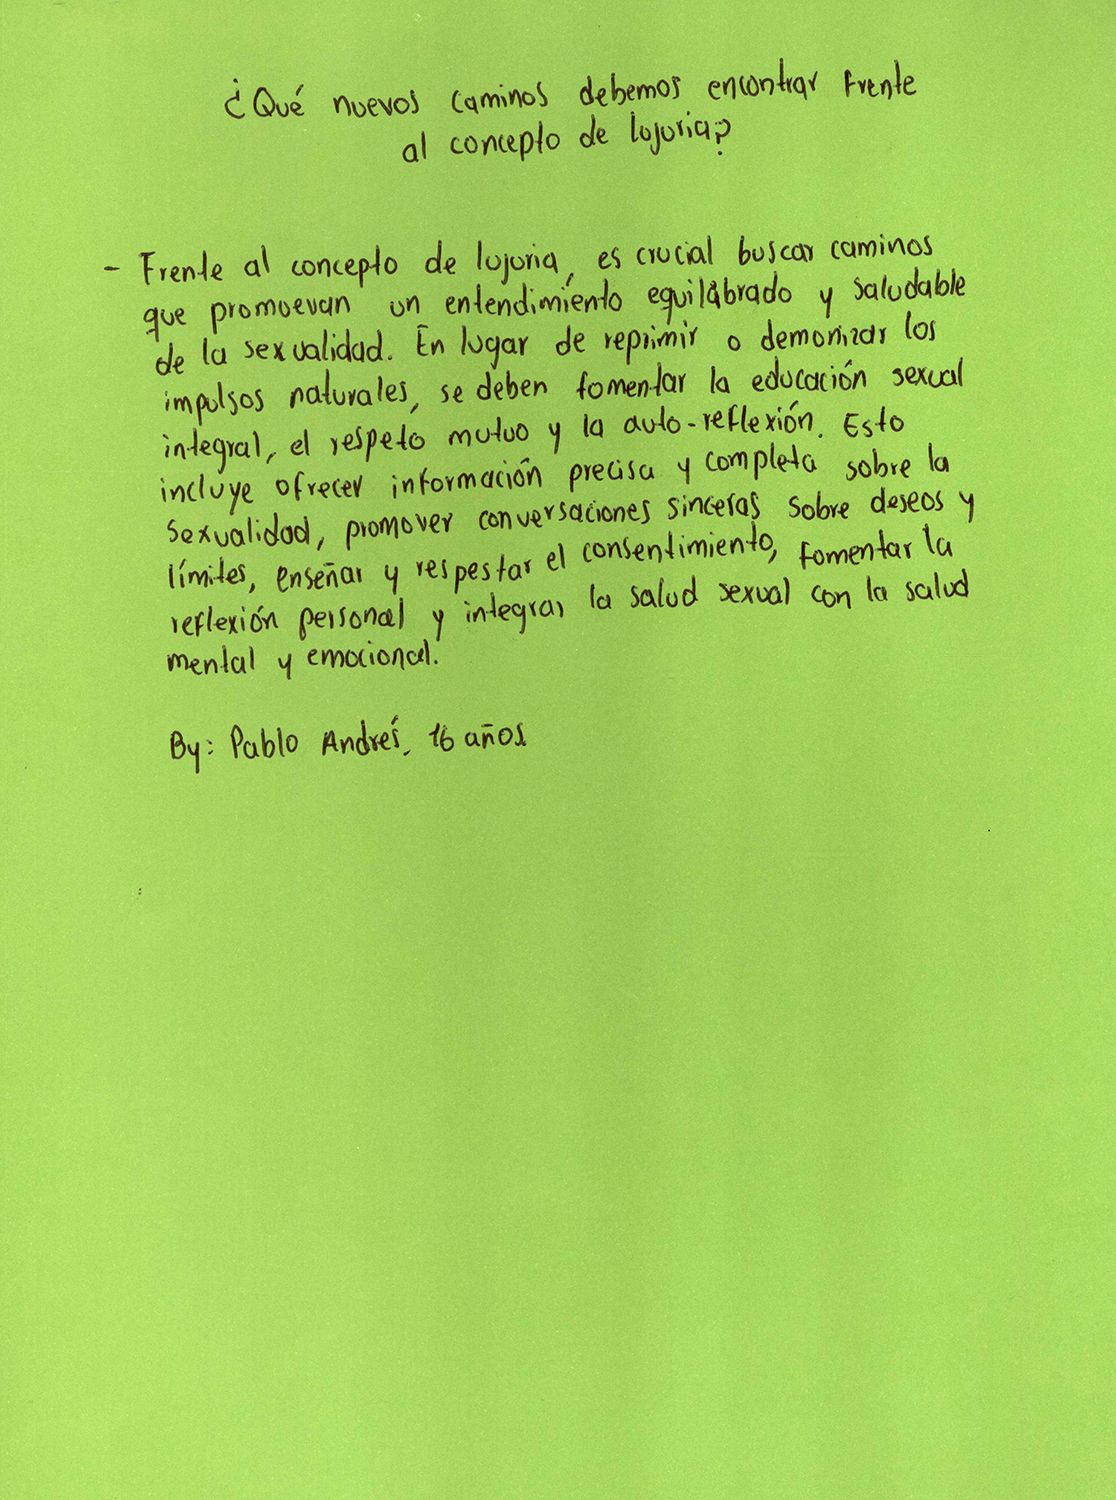 ¿Qué nuevos caminos debemos encontrar frente
al concepto de lujuria?
- Frente al concepto de lujuria, es crucial buscar caminos
que promuevan un entendimiento equilibrado y saludable
de la sexualidad. En lugar de reprimir o demonizar los
impulsos naturales, se deben fomentar la educación sexual
integral, el respeto mutuo y la auto-reflexión. Esto
incluye ofrecer información precisa y completa sobre la
sexualidad, promover conversaciones sinceras sobre deseos y
límites, enseñar y respestar el consentimiento, fomentar la
reflexión personal y integrar la salud sexual con la salud
mental y emocional.
By: Pablo Andrés, 16 años